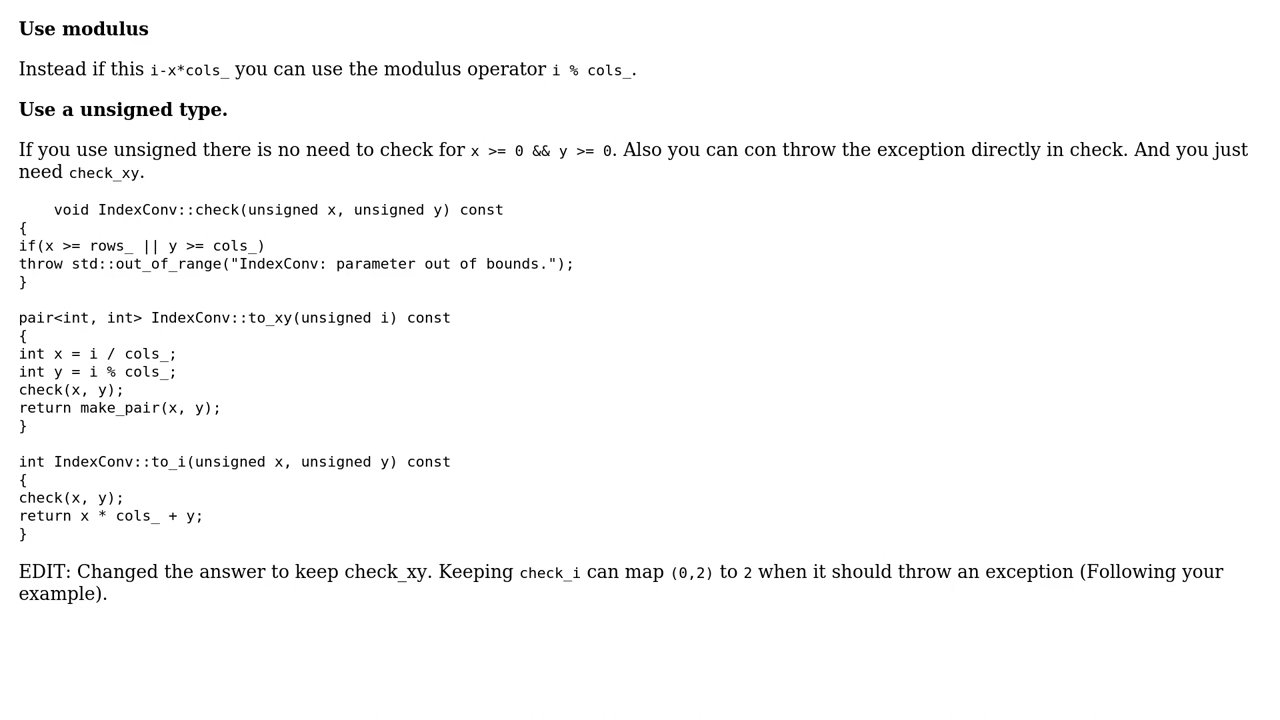 Use modulus
Instead if this i-x*cols_ you can use the modulus operator i % cols_.
Use a unsigned type.
If you use unsigned there is no need to check for x >= 0 && y >= 0. Also you can con throw the exception directly in check. And you just
need check_xy.
void IndexConv::check(unsigned x, unsigned y) const
{
if(x >= rows_ || y >= cols_)
throw std::out_of_range("IndexConv: parameter out of bounds.");
}
pair<int, int> IndexConv::to_xy(unsigned i) const
{
int x = i / cols_;
int y = i % cols_;
check(x, y);
return make_pair(x, y);
}
int IndexConv::to_i(unsigned x, unsigned y) const
{
check(x, y);
return x * cols_ + y;
}
EDIT: Changed the answer to keep check_xy. Keeping check_i can map (0,2) to 2 when it should throw an exception (Following your
example).